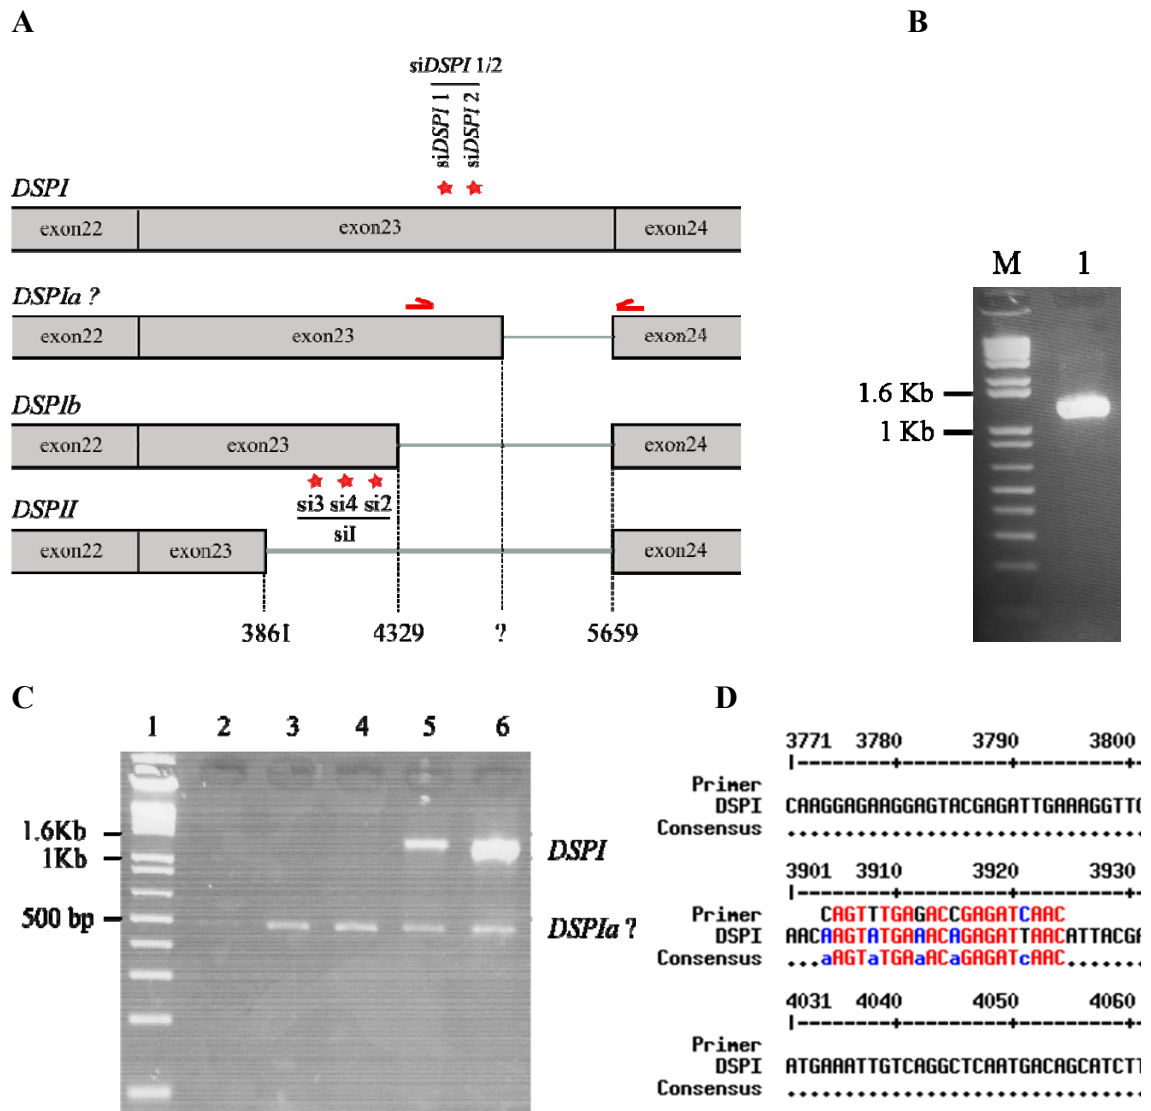 A
B
siDSPI 1/2
siDSPI 1
siDSPI 2
DSPI
exon22 exon23 exon24
DSPIa ?
exon22 exon23 exon24
DSPIb
exon22 exon23 exon24
si3 si4 si2
siI
DSPII
exon22 exon23 exon24
3861 4329 ? 5659
M 1
1.6 Kb
1 Kb
C
D
1 2 3 4 5 6
1.6Kb
1Kb
500 bp
DSPI
DSPIa ?
3771 3780 3790 3800
|--------+---------+---------+
Primer
DSPI CAAGGAGAAGGAGTACGAGATTGAAAGGTTC
Consensus ...............................
3901 3910 3920 3930
|--------+---------+---------+
Primer CAGTTTGAGACCGAGATCAAC
DSPI AACAAGTATGAAACAGAGATTAACATTACGA
Consensus ...aAGTaTGAaACaGAGATcAAC.......
4031 4040 4050 4060
|--------+---------+---------+
Primer
DSPI ATGAAATTGTCAGGCTCAATGACAGCATCTT
Consensus ...............................